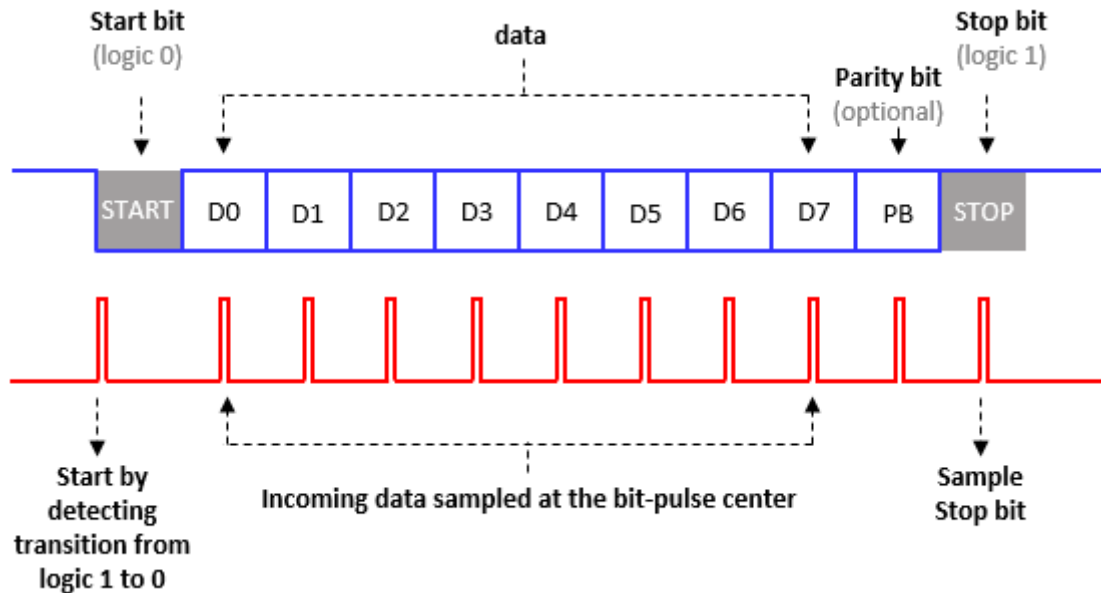 Start bit
(logic 0)
data
Stop bit
(logic 1)
Parity bit
(optional)
START D0 D1 D2 D3 D4 D5 D6 D7 PB STOP
Start by
detecting
transition from
logic 1 to 0
Incoming data sampled at the bit-pulse center
Sample
Stop bit